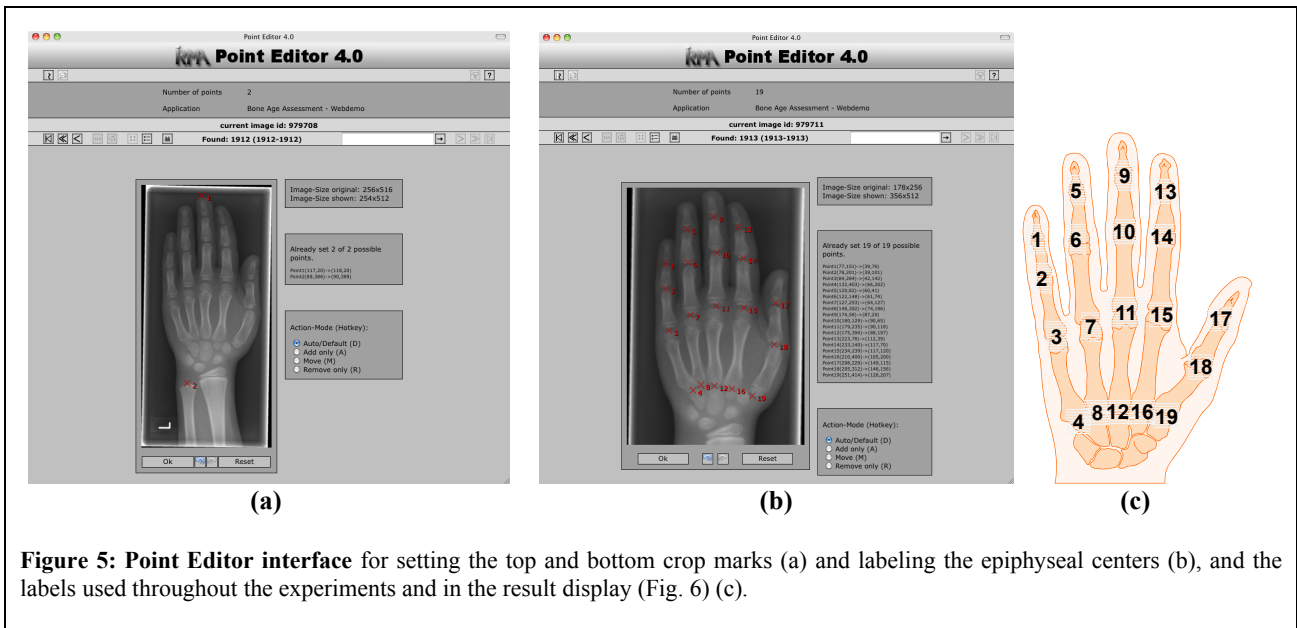 Point Editor 4.0
IRMA Point Editor 4.0
?
Number of points 2
Application Bone Age Assessment - Webdemo
current image id: 979708
Found: 1912 (1912-1912)
Image-Size original: 256x516
Image-Size shown: 254x512
Already set 2 of 2 possible
points.
Action-Mode (Hotkey):
Auto/Default (D)
Add only (A)
Move (M)
Remove only (R)
1
2
L
Ok
Reset
(a)
Point Editor 4.0
IRMA Point Editor 4.0
?
Number of points 19
Application Bone Age Assessment - Webdemo
current image id: 979711
Found: 1913 (1913-1913)
Image-Size original: 178x256
Image-Size shown: 356x512
Already set 19 of 19 possible
points.
Action-Mode (Hotkey):
Auto/Default (D)
Add only (A)
Move (M)
Remove only (R)
Ok
Reset
(b)
9
5
13
1
6
10
14
2
3
7
11
15
17
18
4
8
12
16
19
(c)
Figure 5: Point Editor interface for setting the top and bottom crop marks (a) and labeling the epiphyseal centers (b), and the
labels used throughout the experiments and in the result display (Fig. 6) (c).